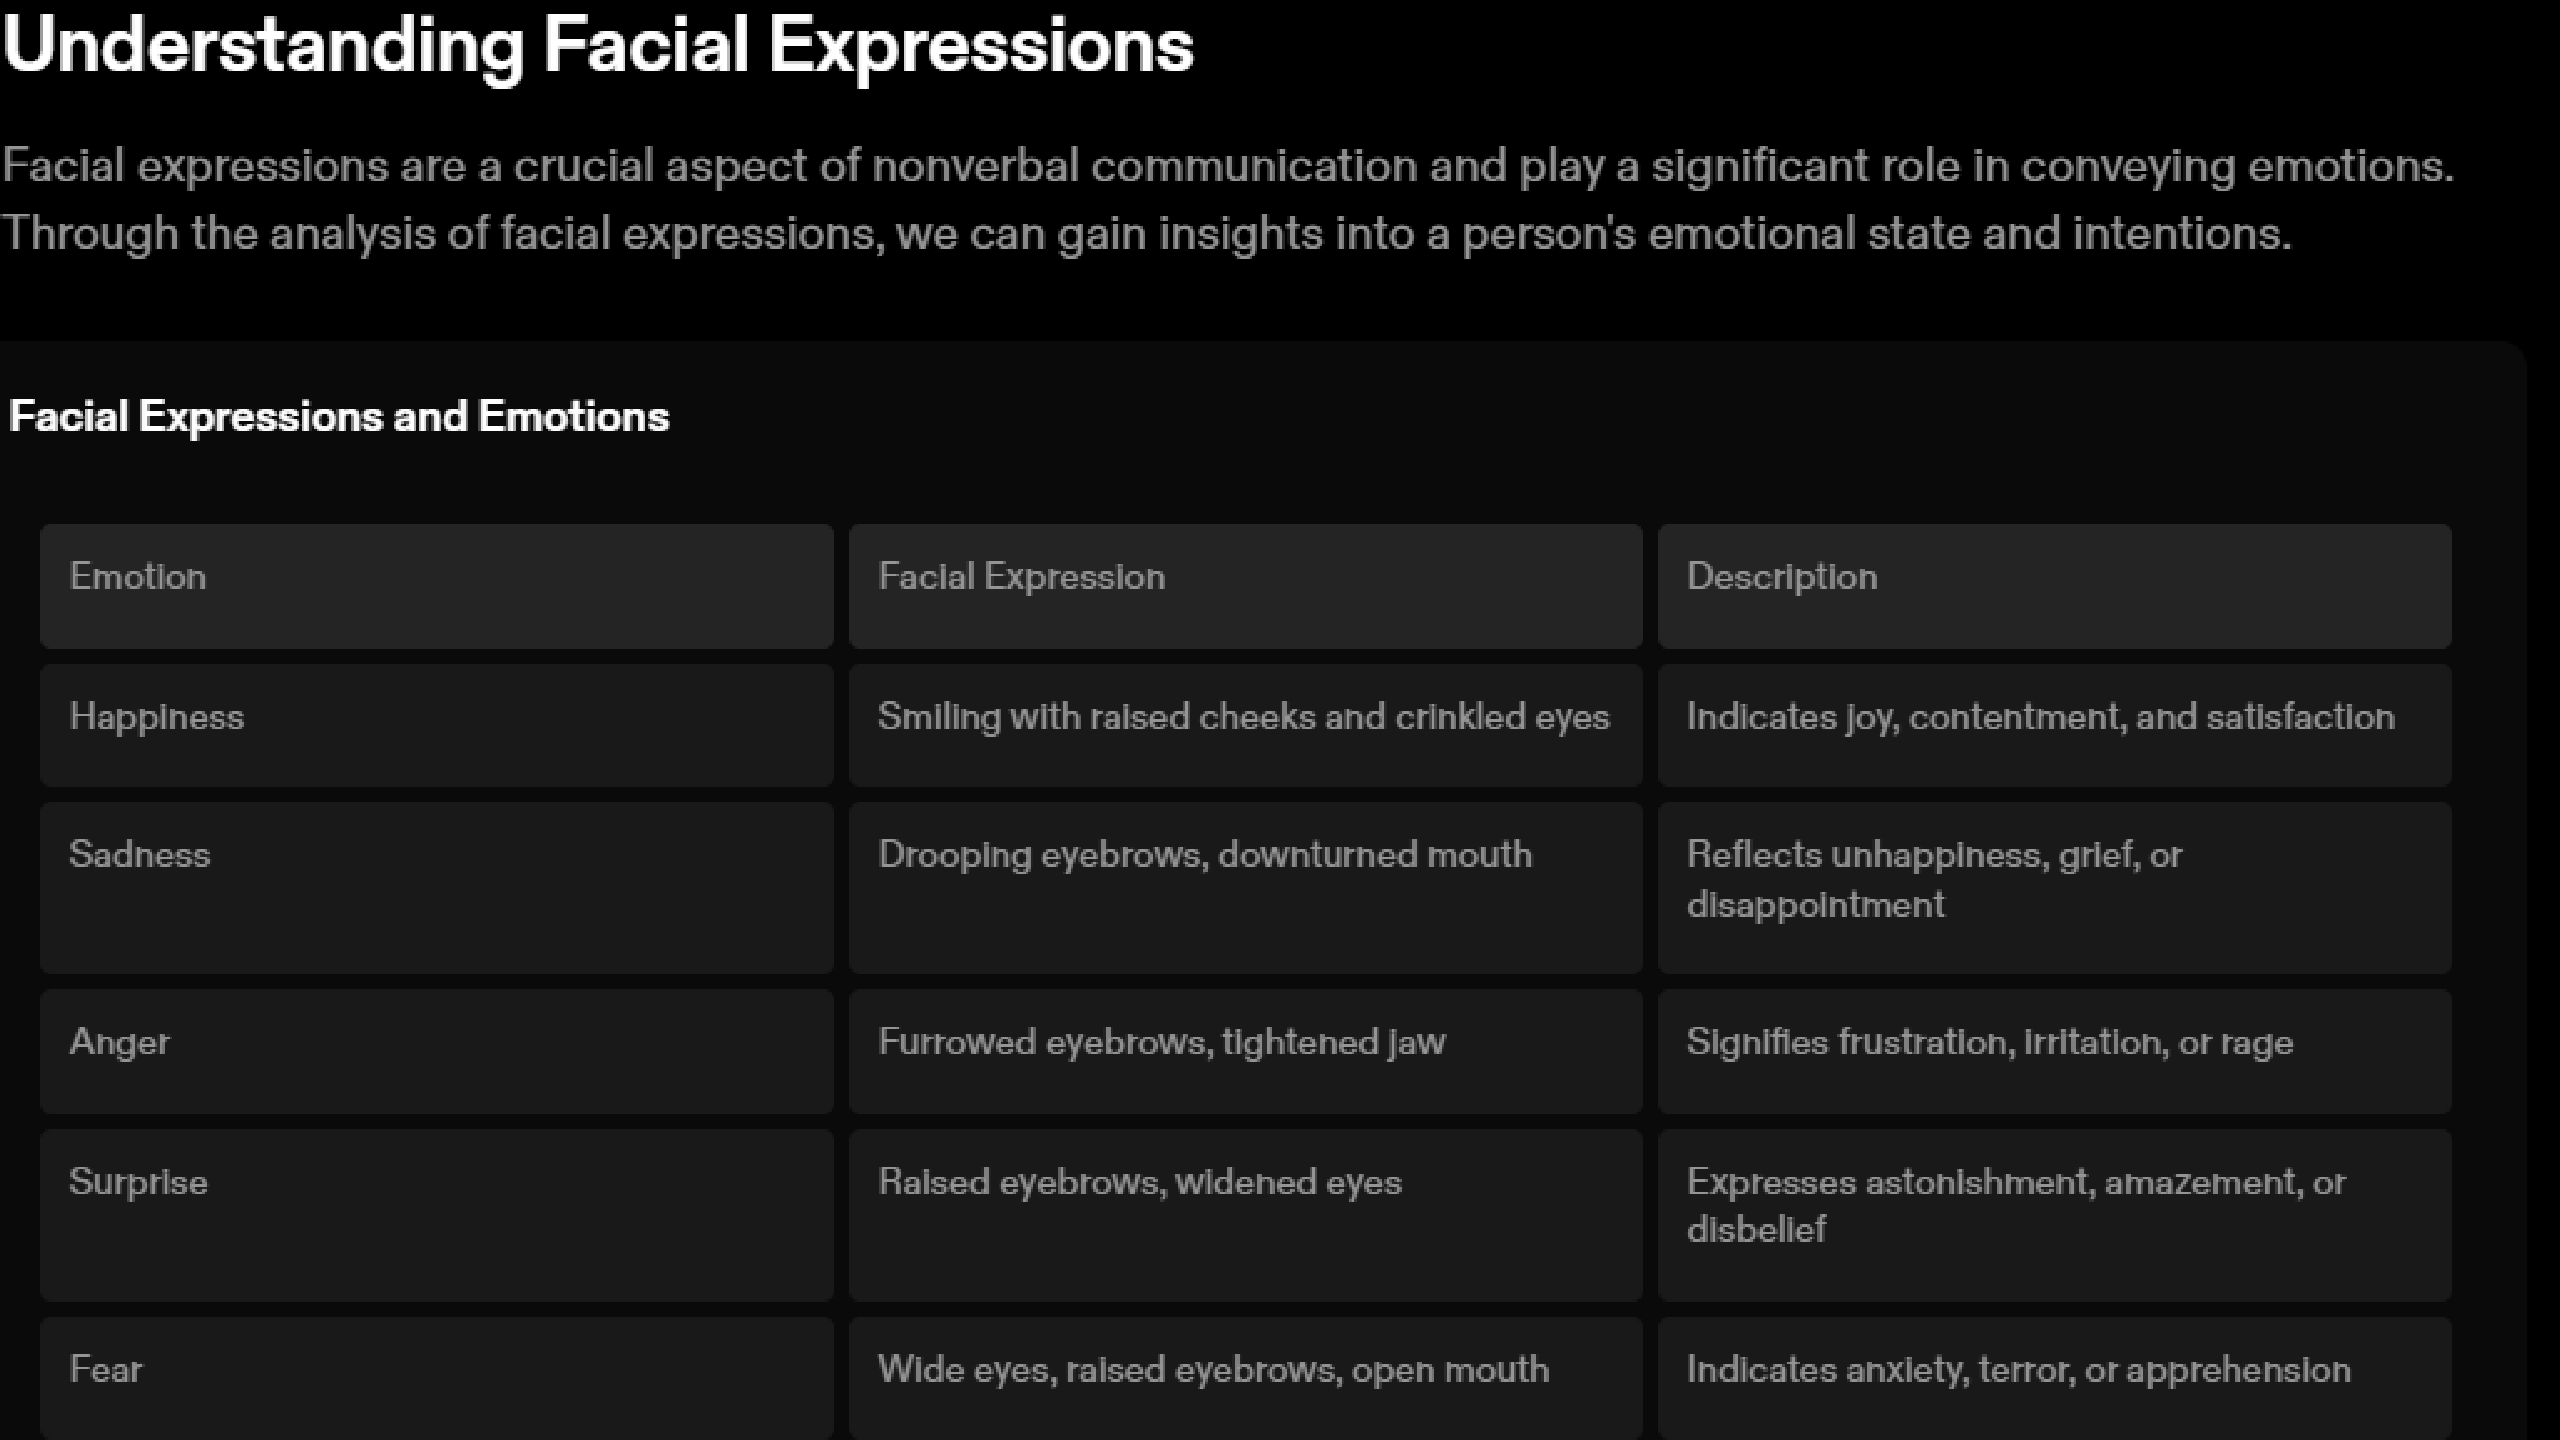 Understanding Facial Expressions
Facial expressions are a crucial aspect of nonverbal communication and play a significant role in conveying emotions.
Through the analysis of facial expressions, we can gain insights into a person's emotional state and intentions.
Facial Expressions and Emotions
Emotion
Facial Expression
Description
Happiness
Smiling with raised cheeks and crinkled eyes
Indicates joy, contentment, and satisfaction
Sadness
Drooping eyebrows, downturned mouth
Reflects unhappiness, grief, or
disappointment
Anger
Furrowed eyebrows, tightened jaw
Signifies frustration, irritation, or rage
Surprise
Raised eyebrows, widened eyes
Expresses astonishment, amazement, or
disbelief
Fear
Wide eyes, raised eyebrows, open mouth
Indicates anxiety, terror, or apprehension